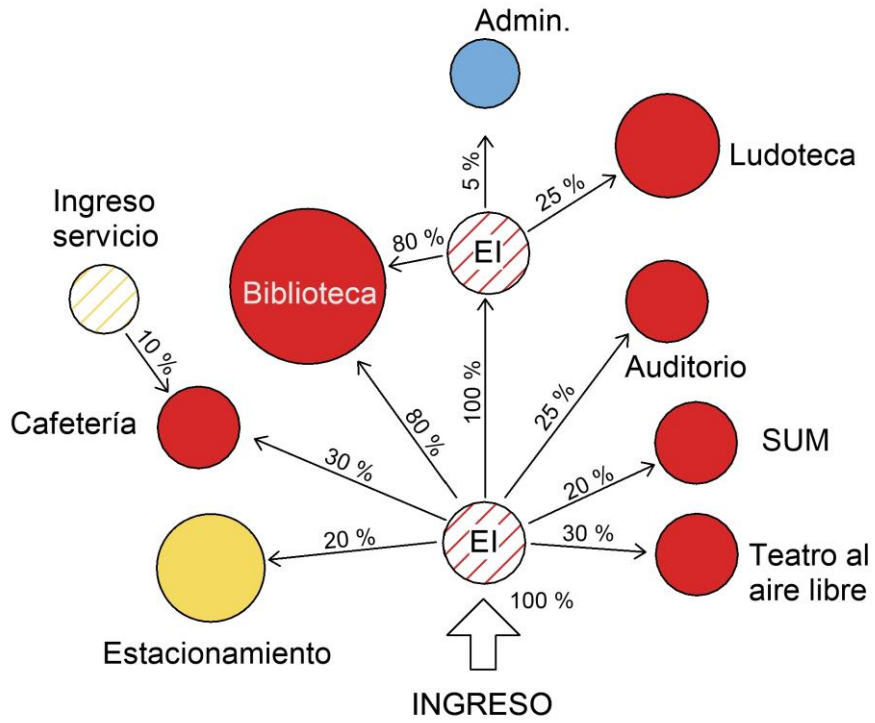 Admin.
Ludoteca
5 %
25 %
Ingreso
servicio
80 %
EI
Biblioteca
10 %
100 %
Auditorio
25 %
Cafetería
80 %
SUM
30 %
20 %
20 %
EI
30 %
Teatro al
aire libre
100 %
Estacionamiento
INGRESO